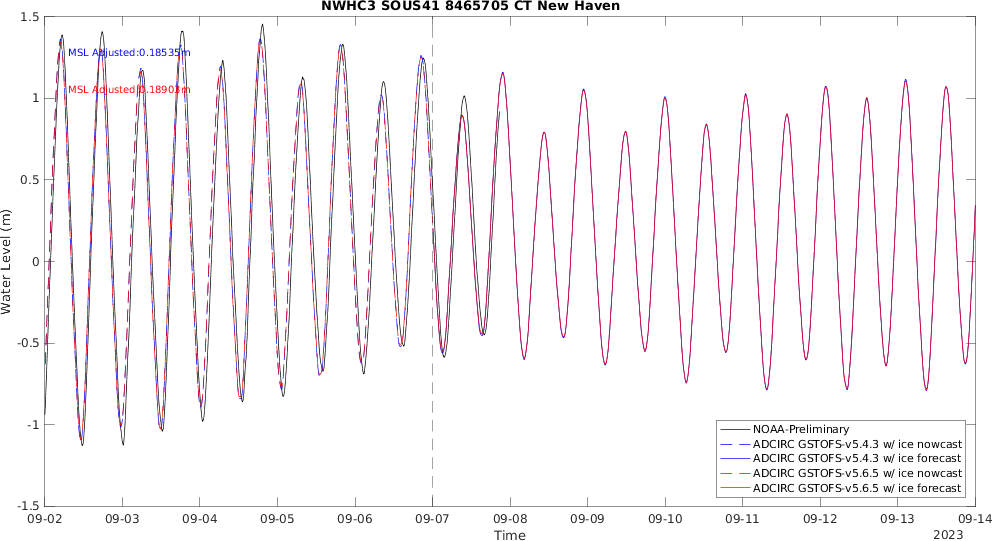 NWHC3 SOUS41 8465705 CT New Haven
MSL Adjusted:0.18535m
MSL Adjusted:0.18903m
Water Level (m)
1.5
1
0.5
0
-0.5
-1
-1.5
NOAA-Preliminary
ADCIRC GSTOFS-v5.4.3 w/ ice nowcast
ADCIRC GSTOFS-v5.4.3 w/ ice forecast
ADCIRC GSTOFS-v5.6.5 w/ ice nowcast
ADCIRC GSTOFS-v5.6.5 w/ ice forecast
09-02 09-03 09-04 09-05 09-06 09-07 09-08 09-09 09-10 09-11 09-12 09-13 09-14
Time
2023